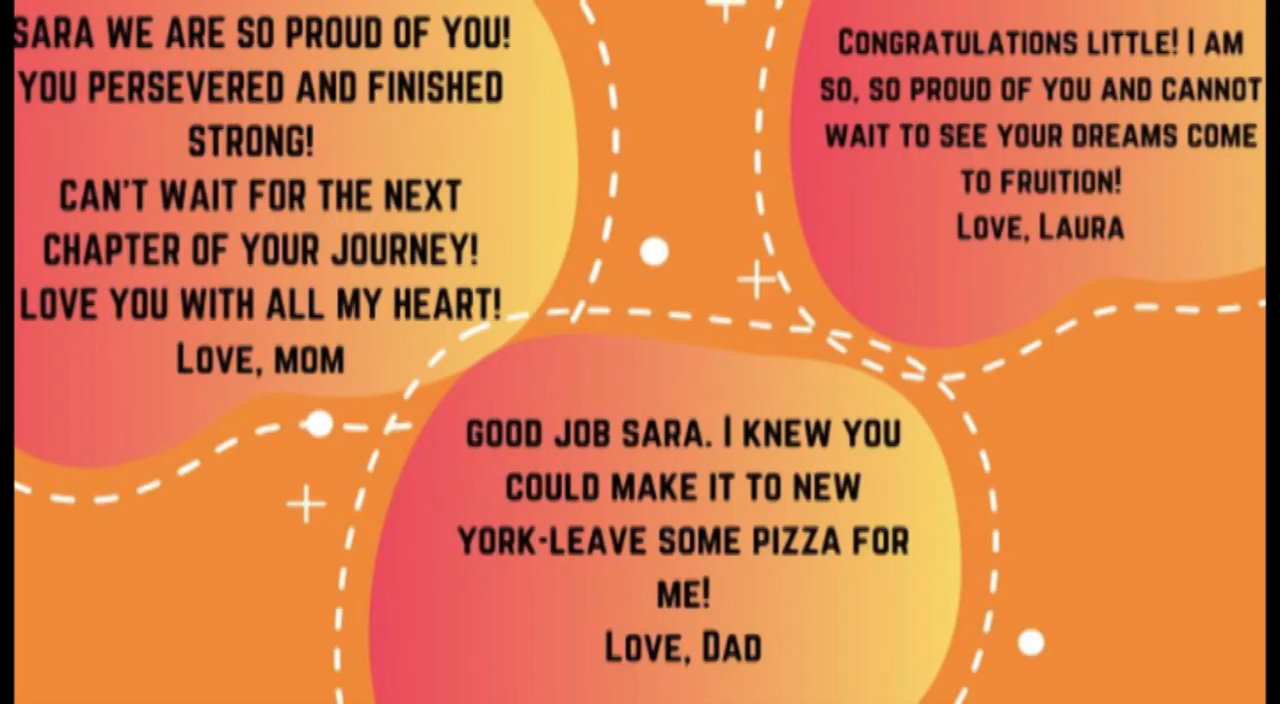 SARA WE ARE SO PROUD OF YOU!
YOU PERSEVERED AND FINISHED
STRONG!
CAN'T WAIT FOR THE NEXT
CHAPTER OF YOUR JOURNEY!
LOVE YOU WITH ALL MY HEART!
LOVE, MOM
CONGRATULATIONS LITTLE! I AM
SO, SO PROUD OF YOU AND CANNOT
WAIT TO SEE YOUR DREAMS COME
TO FRUITION!
LOVE, LAURA
GOOD JOB SARA. I KNEW YOU
COULD MAKE IT TO NEW
YORK-LEAVE SOME PIZZA FOR
ME!
LOVE, DAD